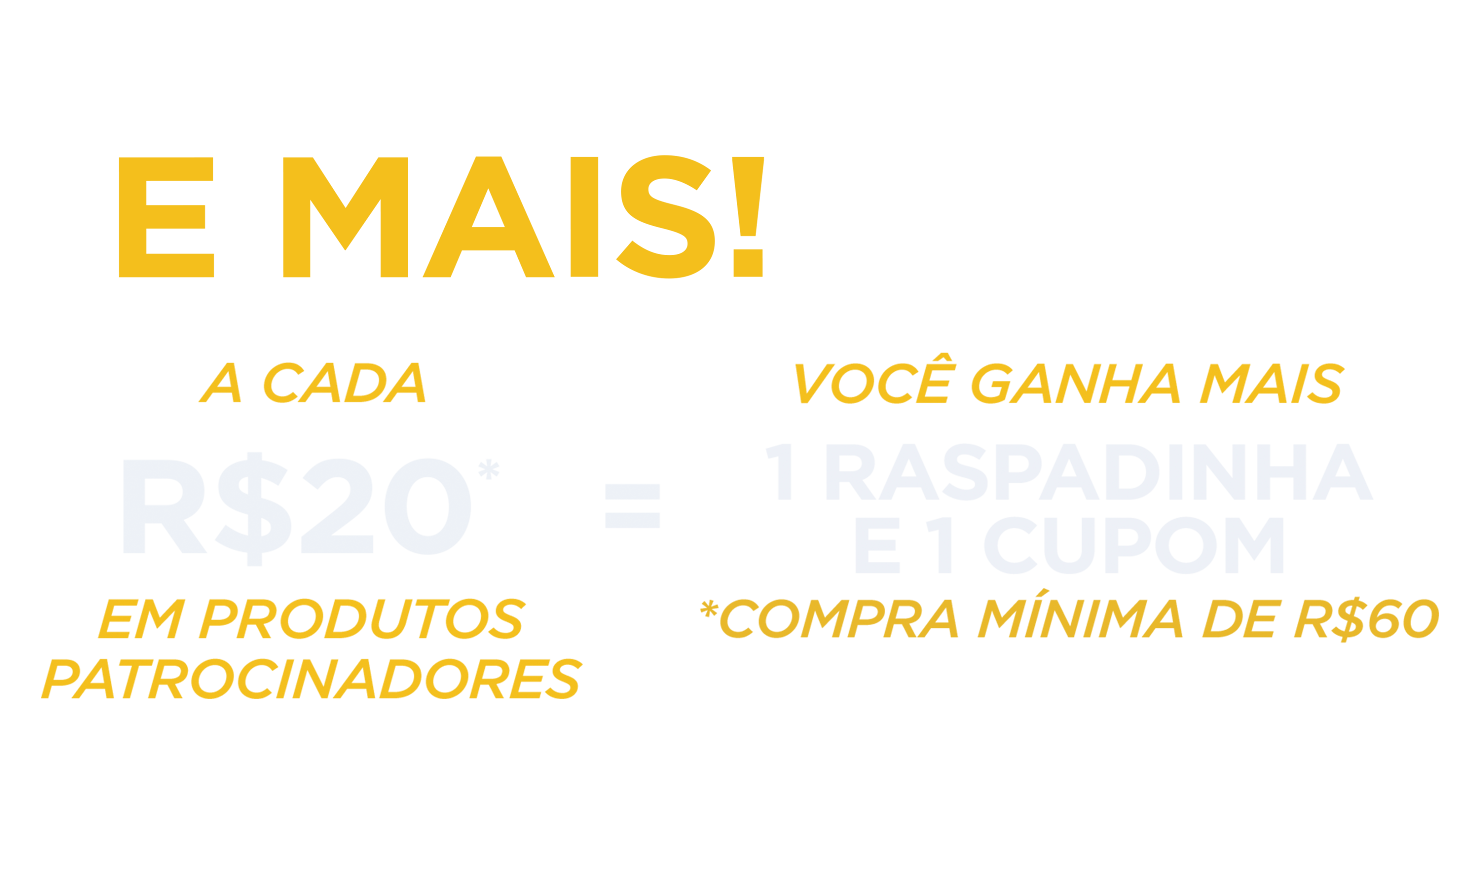 E MAIS!
A CADA
R$20*
EM PRODUTOS
PATROCINADORES
=
VOCÊ GANHA MAIS
1 RASPADINHA
E 1 CUPOM
*COMPRA MÍNIMA DE R$60